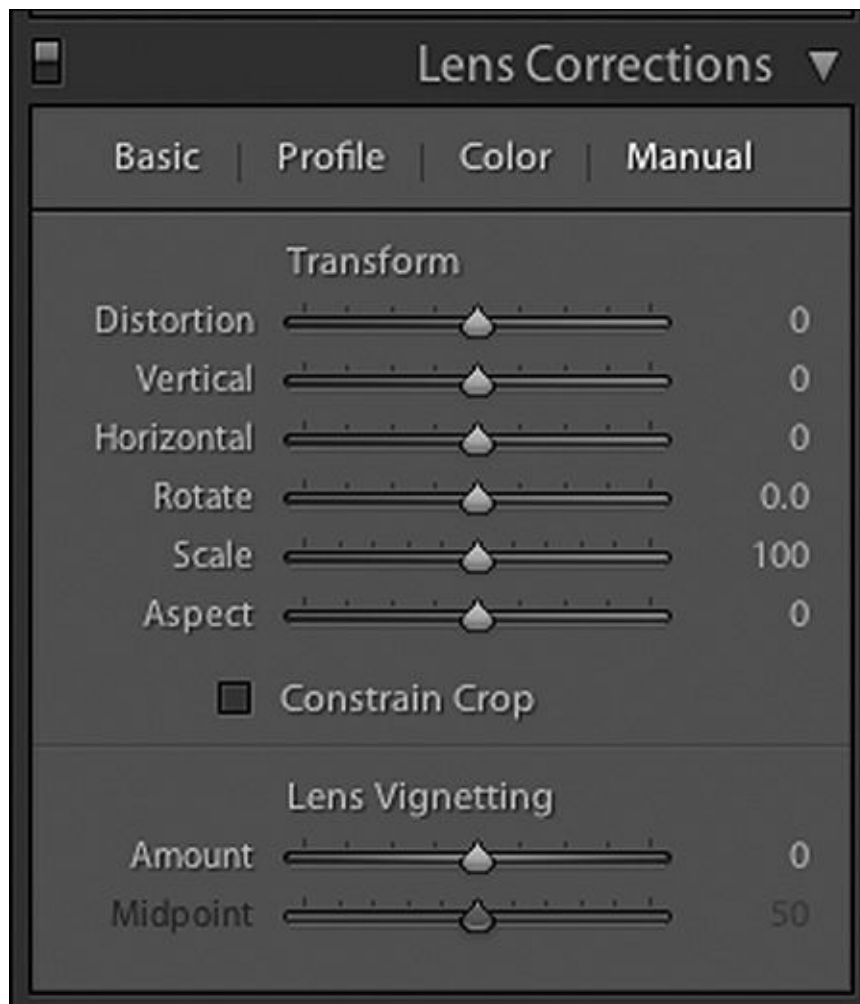 Lens Corrections
Basic | Profile | Color | Manual
Transform
Distortion 0
Vertical 0
Horizontal 0
Rotate 0.0
Scale 100
Aspect 0
Constrain Crop
Lens Vignetting
Amount 0
Midpoint 50